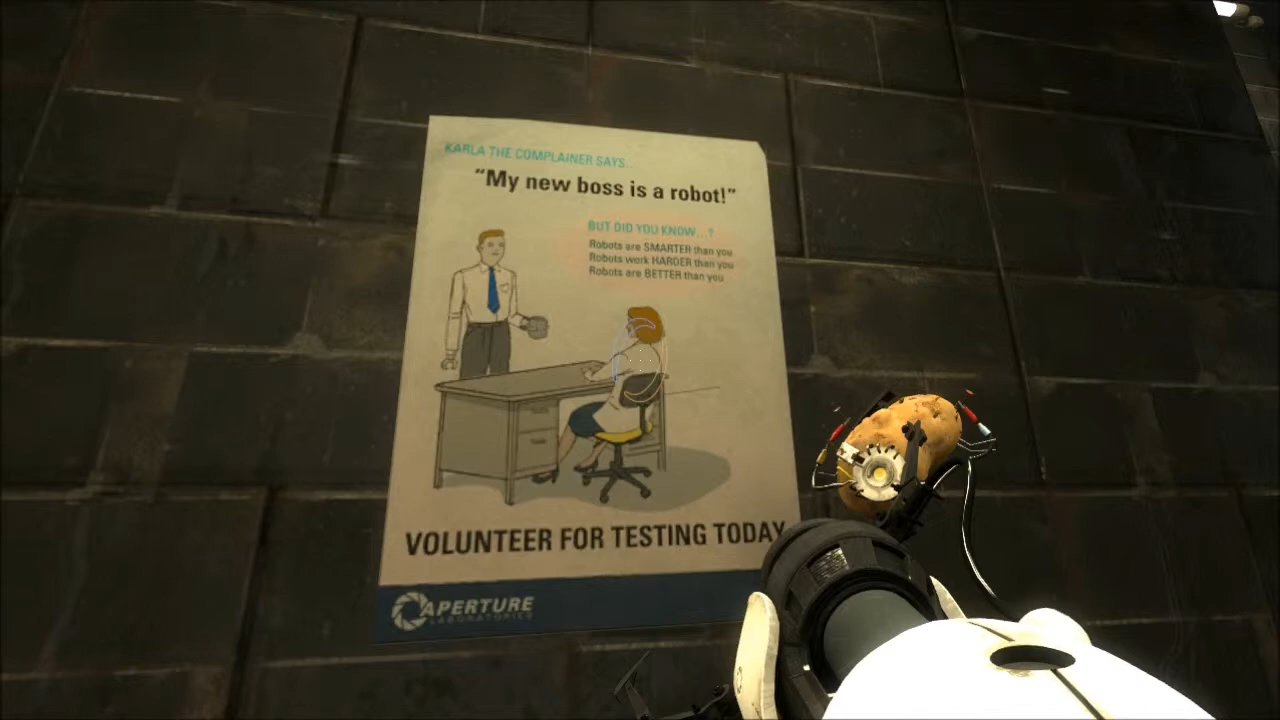 KARLA THE COMPLAINER SAYS...
"My new boss is a robot!"
BUT DID YOU KNOW...?
Robots are SMARTER than you
Robots work HARDER than you
Robots are BETTER than you
VOLUNTEER FOR TESTING TODAY
APERTURE
LABORATORIES